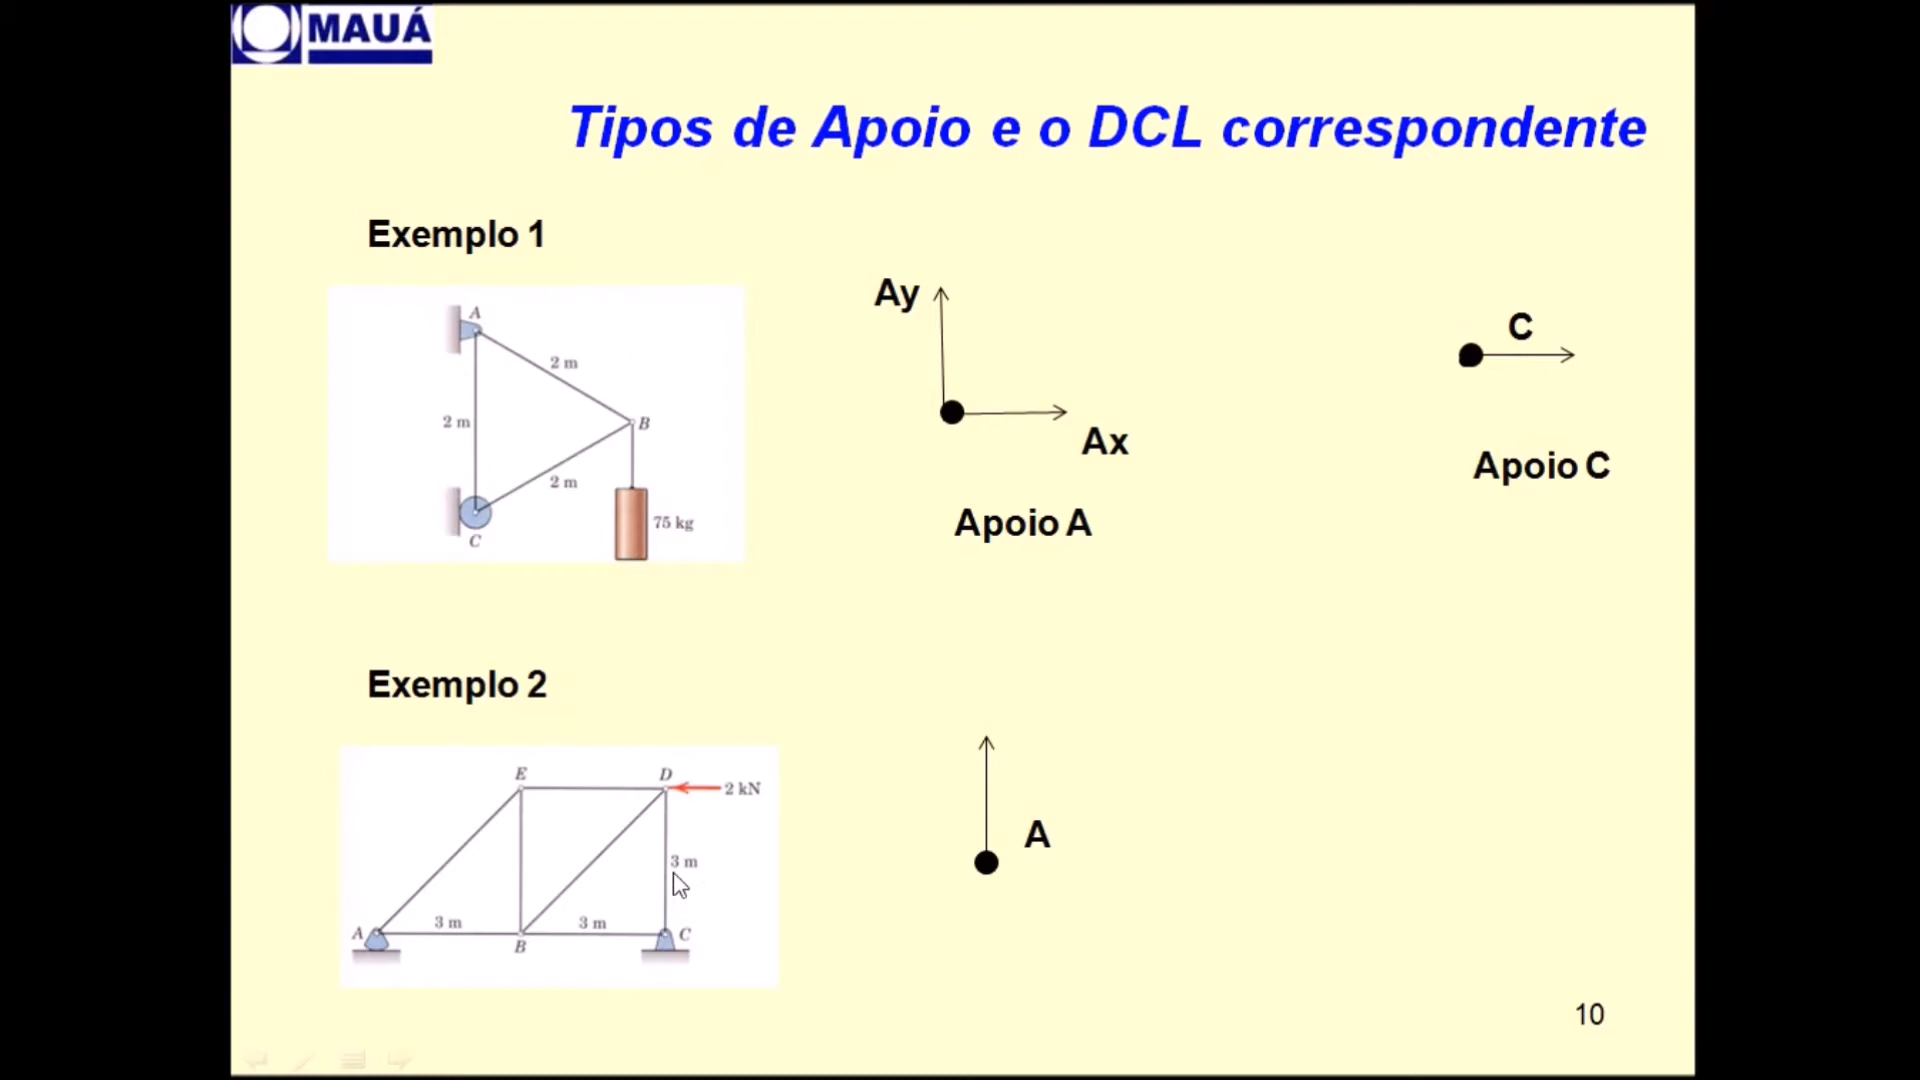 MAUÁ
Tipos de Apoio e o DCL correspondente
Exemplo 1
A
2 m
2 m
B
2 m
75 kg
C
Ay
Ax
Apoio A
C
Apoio C
Exemplo 2
E
D
2 kN
3 m
A
3 m
B
3 m
C
A
10